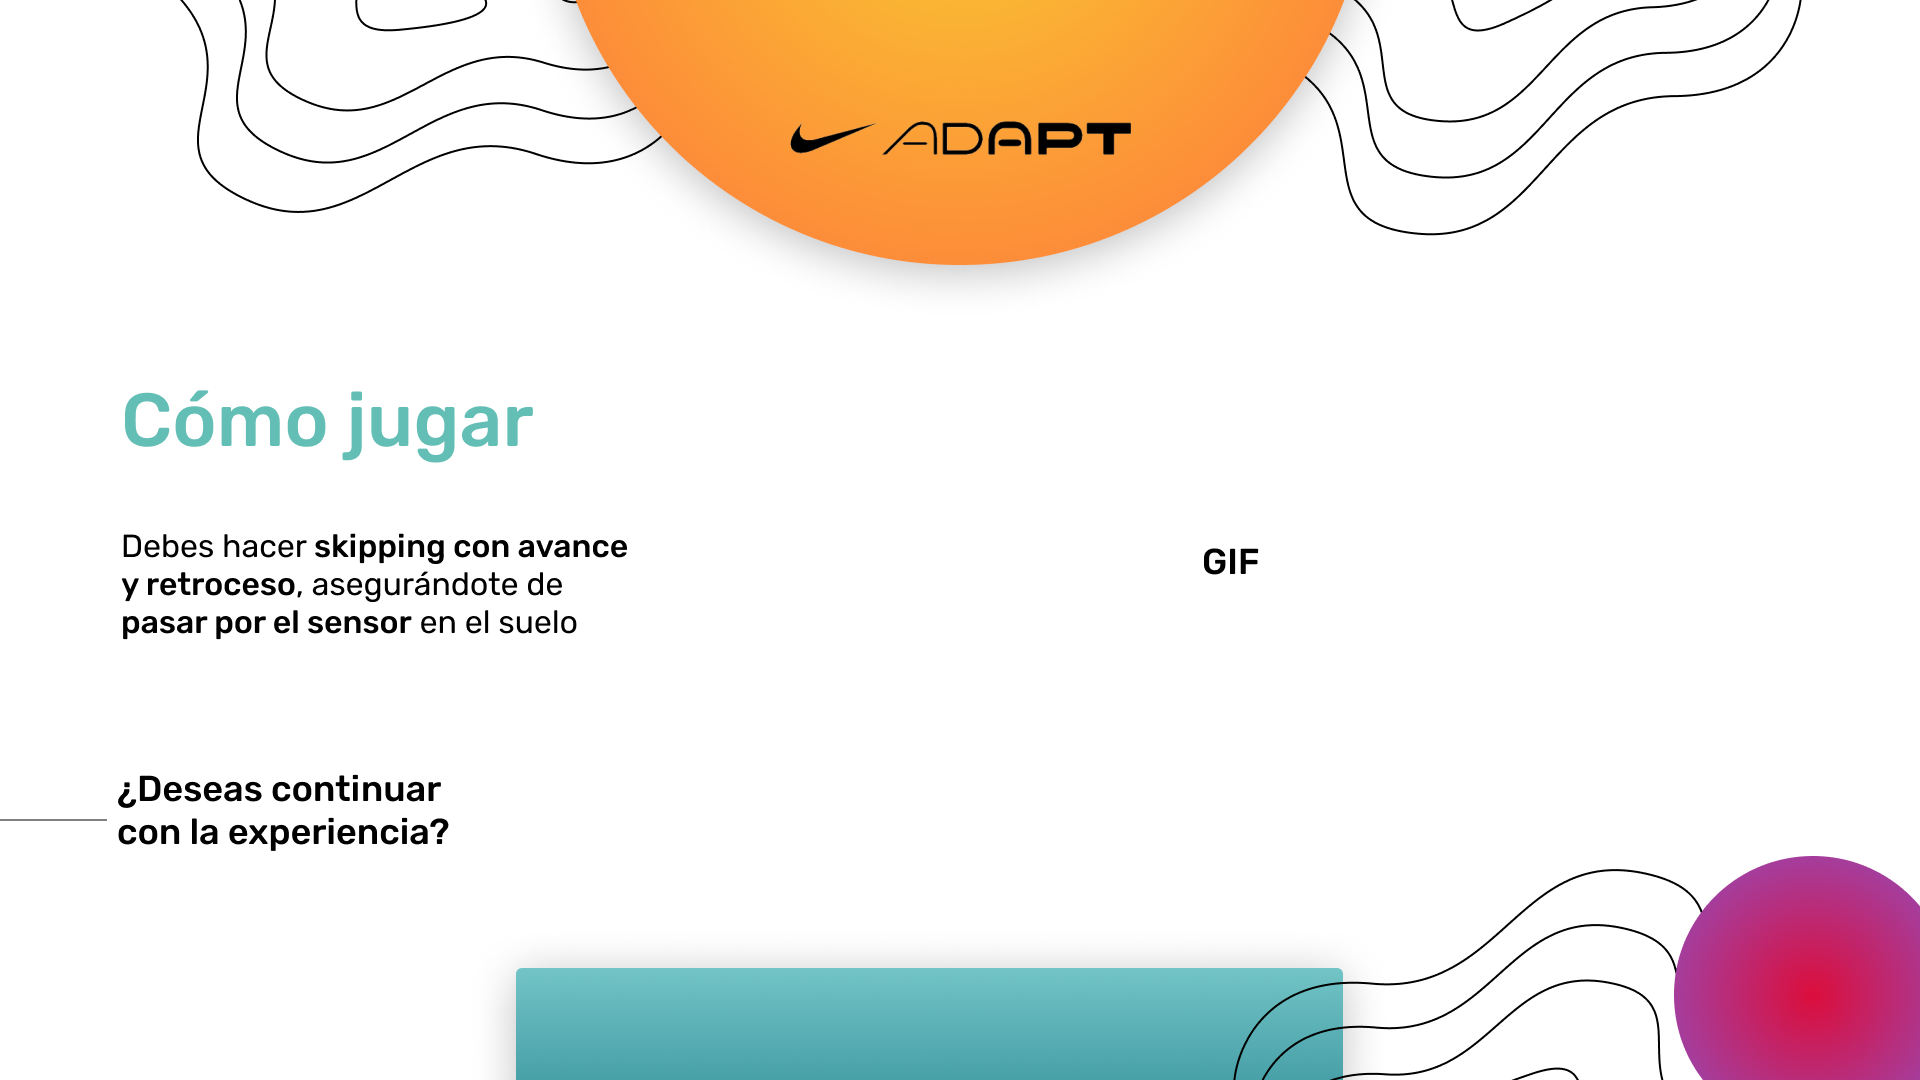 ADAPT
Cómo jugar
Debes hacer skipping con avance
y retroceso, asegurándote de
pasar por el sensor en el suelo
GIF
¿Deseas continuar
con la experiencia?